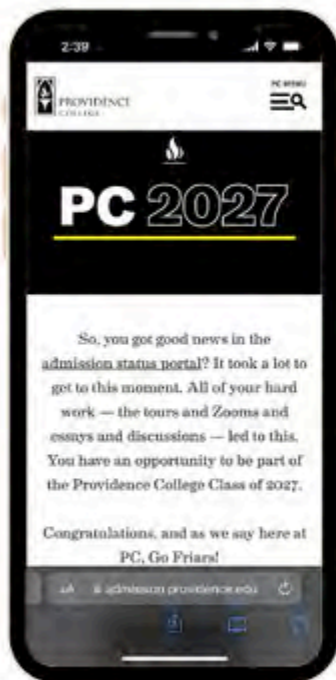 2:39
PROVIDENCE
COLLEGE
PC MENU
PC 2027
So, you got good news in the
admission status portal? It took a lot to
get to this moment. All of your hard
work — the tours and Zooms and
essays and discussions — led to this.
You have an opportunity to be part of
the Providence College Class of 2027.
Congratulations, and as we say here at
PC, Go Friars!
AA admission.providence.edu